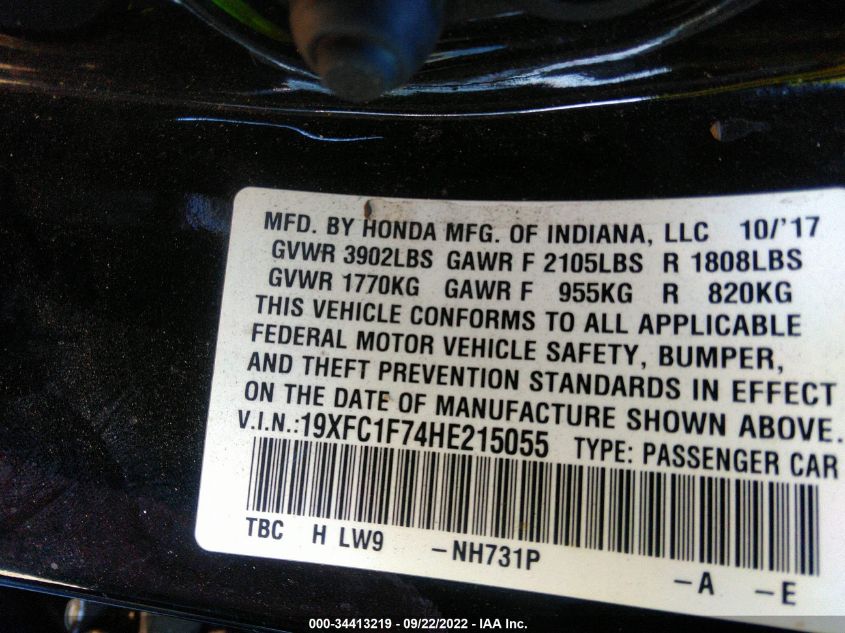 MFD. BY HONDA MFG. OF INDIANA, LLC 10/'17
GVWR 3902LBS GAWR F 2105LBS R 1808LBS
GVWR 1770KG GAWR F 955KG R 820KG
THIS VEHICLE CONFORMS TO ALL APPLICABLE
FEDERAL MOTOR VEHICLE SAFETY, BUMPER,
AND THEFT PREVENTION STANDARDS IN EFFECT
ON THE DATE OF MANUFACTURE SHOWN ABOVE.
V.I.N.:19XFC1F74HE215055 TYPE: PASSENGER CAR
TBC H LW9 -NH731P -A -E
000-34413219 - 09/22/2022 - IAA Inc.